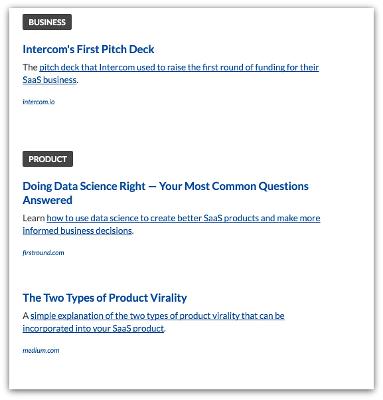 BUSINESS
Intercom's First Pitch Deck
The pitch deck that Intercom used to raise the first round of funding for their
SaaS business.
intercom.io
PRODUCT
Doing Data Science Right — Your Most Common Questions
Answered
Learn how to use data science to create better SaaS products and make more
informed business decisions.
firstround.com
The Two Types of Product Virality
A simple explanation of the two types of product virality that can be
incorporated into your SaaS product.
medium.com